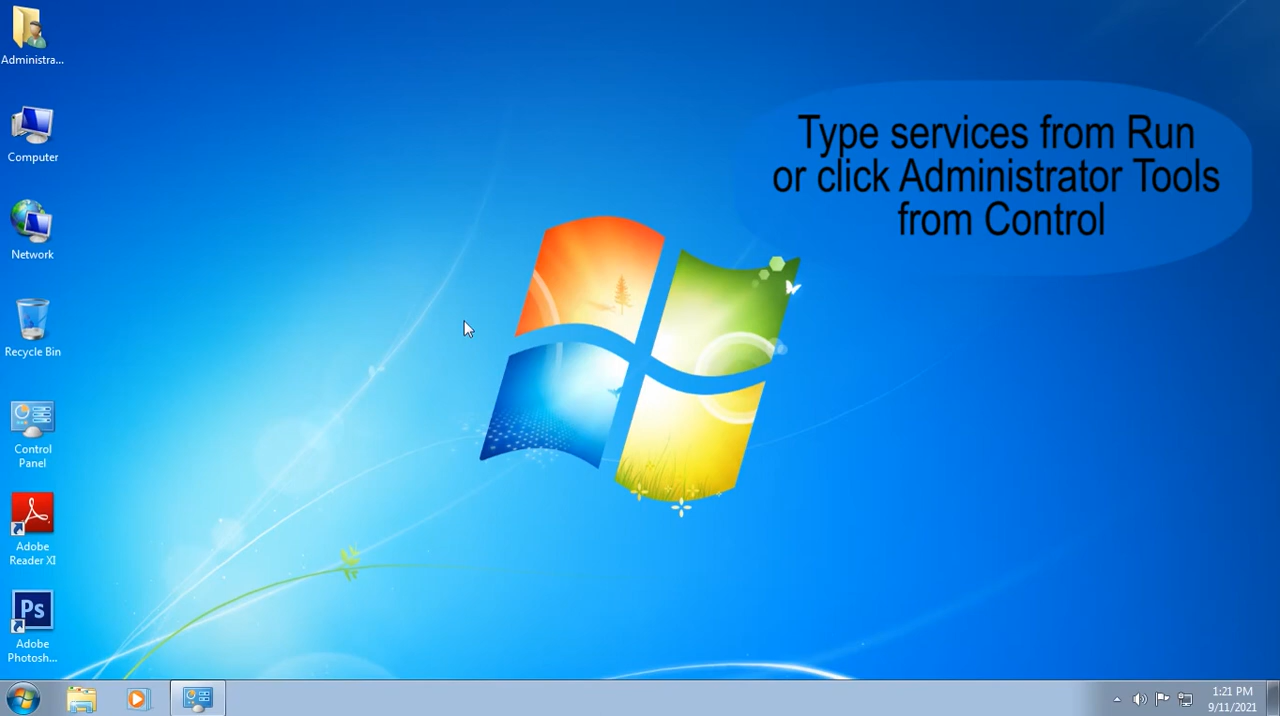 Administra...
Computer
Network
Recycle Bin
Control
Panel
Adobe
Reader XI
Ps
Adobe
Photosh...
Type services from Run
or click Administrator Tools
from Control
1:21 PM
9/11/2021